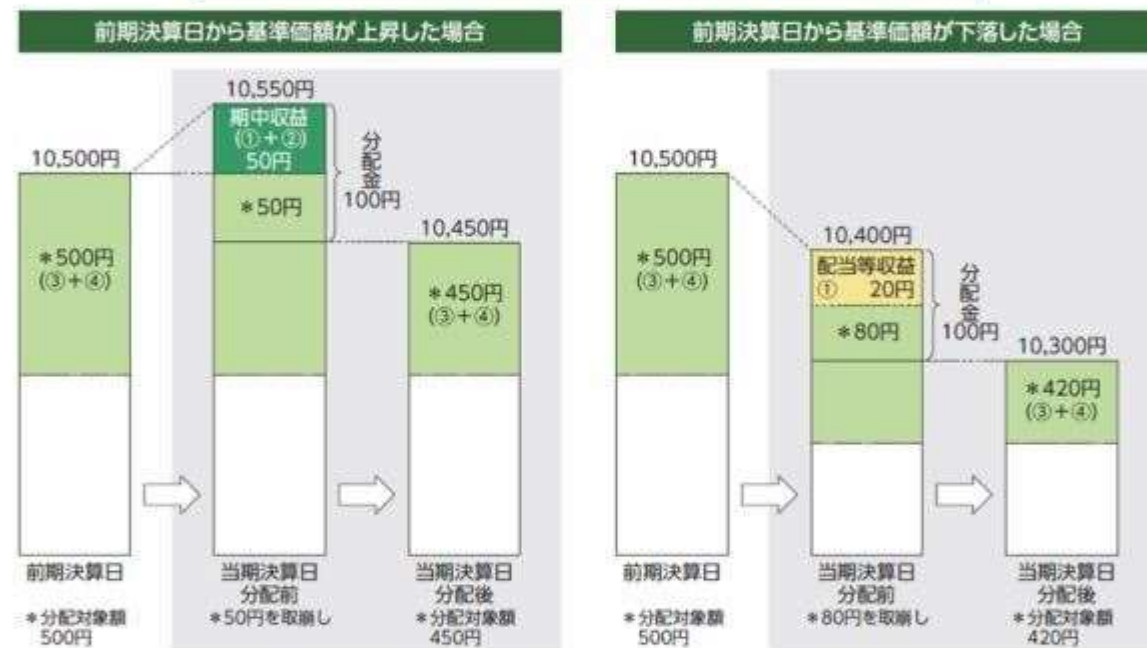 前期決算日から基準価額が上昇した場合
10,550円
期中収益
(①+②)
50円
分配金
100円
10,500円
*50円
*500円
(③+④)
10,450円
*450円
(③+④)
前期決算日
*分配対象額
500円
当期決算日
分配前
*50円を取崩し
当期決算日
分配後
*分配対象額
450円
前期決算日から基準価額が下落した場合
10,500円
*500円
(③+④)
10,400円
配当等収益
① 20円
*80円
分配金
100円
10,300円
*420円
(③+④)
前期決算日
*分配対象額
500円
当期決算日
分配前
*80円を取崩し
当期決算日
分配後
*分配対象額
420円